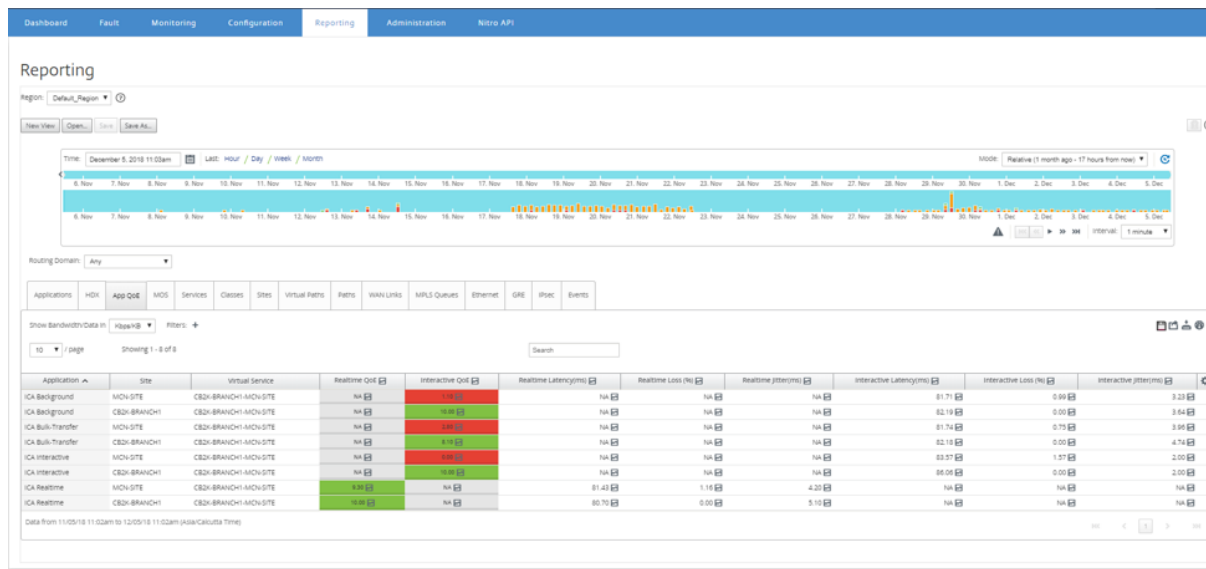 Dashboard Fault Monitoring Configuration Reporting Administration Nitro API
Reporting
Region: Default_Region
New View Open... Save Save As...
Time: December 5, 2018 11:03am Last: Hour / Day / Week / Month Mode: Relative (1 month ago - 17 hours from now)
6. Nov 7. Nov 8. Nov 9. Nov 10. Nov 11. Nov 12. Nov 13. Nov 14. Nov 15. Nov 16. Nov 17. Nov 18. Nov 19. Nov 20. Nov 21. Nov 22. Nov 23. Nov 24. Nov 25. Nov 26. Nov 27. Nov 28. Nov 29. Nov 30. Nov 1. Dec 2. Dec 3. Dec 4. Dec 5. Dec
6. Nov 7. Nov 8. Nov 9. Nov 10. Nov 11. Nov 12. Nov 13. Nov 14. Nov 15. Nov 16. Nov 17. Nov 18. Nov 19. Nov 20. Nov 21. Nov 22. Nov 23. Nov 24. Nov 25. Nov 26. Nov 27. Nov 28. Nov 29. Nov 30. Nov 1. Dec 2. Dec 3. Dec 4. Dec 5. Dec
Interval: 1 minute
Routing Domain: Any
Applications HDX App QoE MOS Services Classes Sites Virtual Paths Paths WAN Links MPLS Queues Ethernet GRE IPsec Events
Show Bandwidth/Data in: Kbps/KB Filters: +
10 / page Showing 1 - 8 of 8 Search
Application Site Virtual Service Realtime QoE Interactive QoE Realtime Latency(ms) Realtime Loss (%) Realtime Jitter(ms) Interactive Latency(ms) Interactive Loss (%) Interactive Jitter(ms)
ICA Background MCN-SITE CB2K-BRANCH1-MCN-SITE NA NA NA NA 81.71 0.99 3.23
ICA Background CB2K-BRANCH1 CB2K-BRANCH1-MCN-SITE NA 10.00 NA NA NA 82.19 0.00 3.64
ICA Bulk-Transfer MCN-SITE CB2K-BRANCH1-MCN-SITE NA NA NA NA 81.74 0.75 3.96
ICA Bulk-Transfer CB2K-BRANCH1 CB2K-BRANCH1-MCN-SITE NA NA NA NA 82.18 0.00 4.74
ICA Interactive MCN-SITE CB2K-BRANCH1-MCN-SITE NA 0.00 NA NA NA 83.57 1.57 2.00
ICA Interactive CB2K-BRANCH1 CB2K-BRANCH1-MCN-SITE NA 10.00 NA NA NA 86.06 0.00 2.00
ICA Realtime MCN-SITE CB2K-BRANCH1-MCN-SITE NA 81.43 1.16 4.20 NA NA NA
ICA Realtime CB2K-BRANCH1 CB2K-BRANCH1-MCN-SITE 10.00 NA 80.70 0.00 5.10 NA NA NA
Data from 11/05/18 11:02am to 12/05/18 11:02am (Asia/Calcutta Time)
1